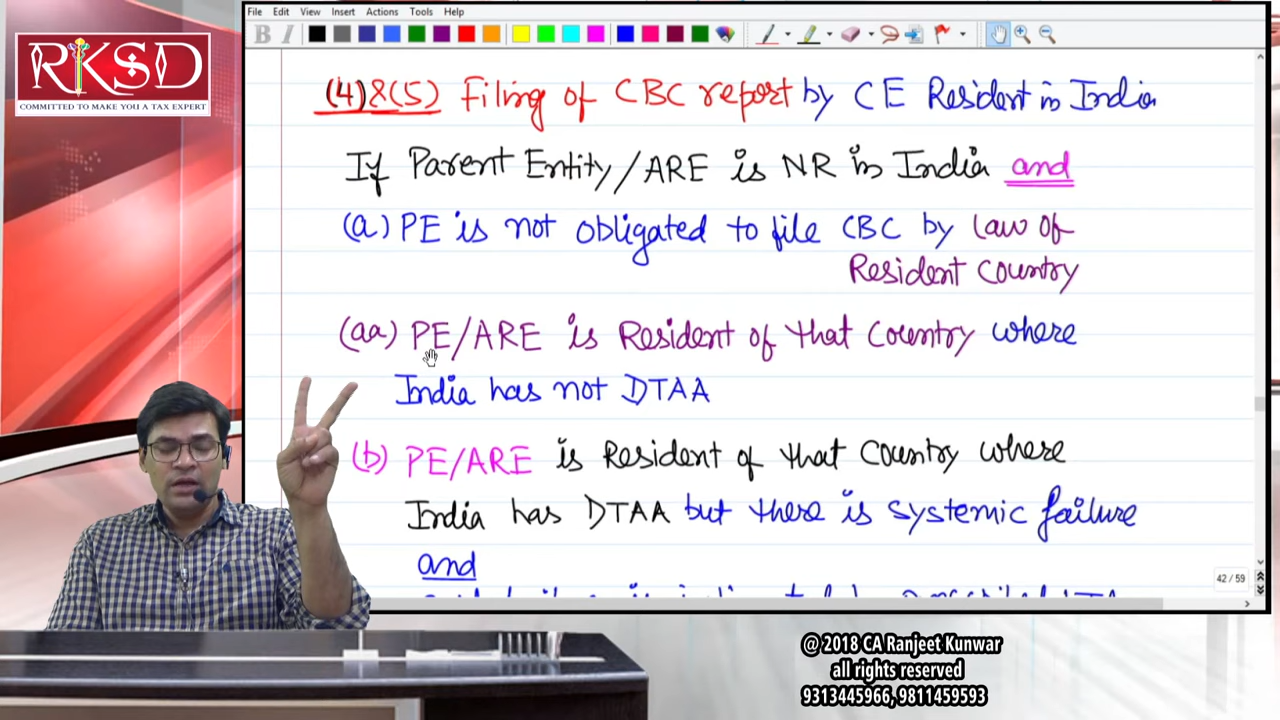 File Edit View Insert Actions Tools Help
B I
RKSD
COMMITTED TO MAKE YOU A TAX EXPERT
(4)&(5) Filing of CBC report by CE Resident in India
If Parent Entity/ARE is NR in India and
(a) PE is not obligated to file CBC by law of
Resident Country
(aa) PE/ARE is Resident of that Country where
India has not DTAA
(b) PE/ARE is Resident of that Country where
India has DTAA but there is systemic failure
and
42 / 59
@ 2018 CA Ranjeet Kunwar
all rights reserved
9313445966, 9811459593